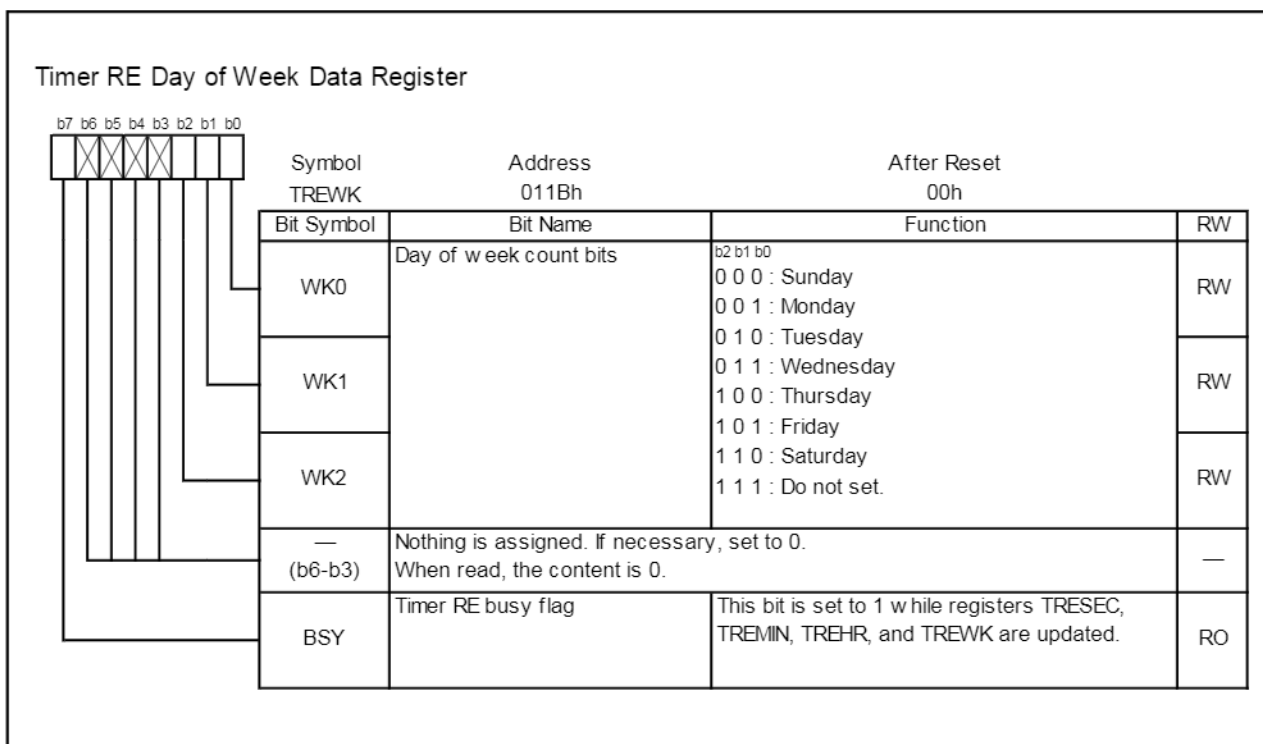 Timer RE Day of Week Data Register
b7 b6 b5 b4 b3 b2 b1 b0
Symbol Address After Reset
TREWK 011Bh 00h
Bit Symbol Bit Name Function RW
WK0 Day of week count bits b2 b1 b0
0 0 0 : Sunday
0 0 1 : Monday
RW
0 1 0 : Tuesday
WK1 0 1 1 : Wednesday RW
1 0 0 : Thursday
1 0 1 : Friday
WK2 1 1 0 : Saturday RW
1 1 1 : Do not set.
— Nothing is assigned. If necessary, set to 0. —
(b6-b3) When read, the content is 0.
BSY Timer RE busy flag This bit is set to 1 while registers TRESEC,
TREMIN, TREHR, and TREWK are updated. RO